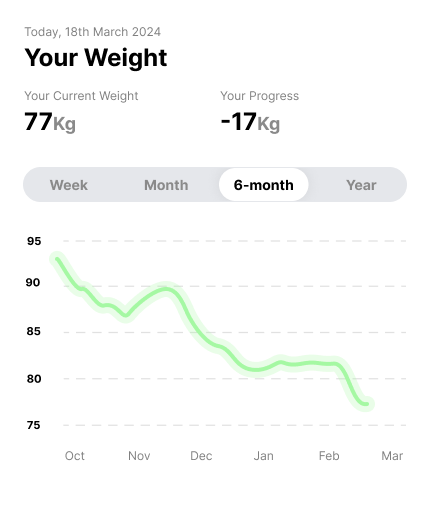 Today, 18th March 2024
Your Weight
Your Current Weight Your Progress
77Kg -17Kg
Week Month 6-month Year
95
90
85
80
75
Oct Nov Dec Jan Feb Mar